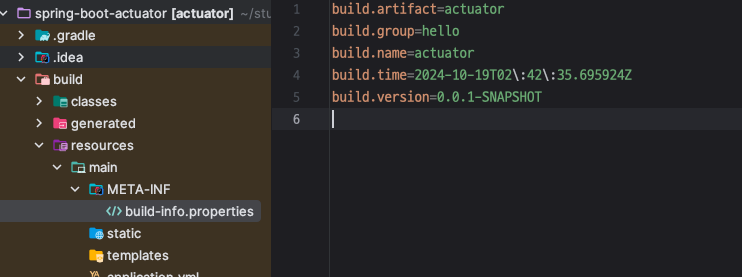 spring-boot-actuator [actuator] ~/stu
.gradle
.idea
build
classes
generated
resources
main
META-INF
build-info.properties
static
templates
application.yml
1 build.artifact=actuator
2 build.group=hello
3 build.name=actuator
4 build.time=2024-10-19T02\:42\:35.695924Z
5 build.version=0.0.1-SNAPSHOT
6